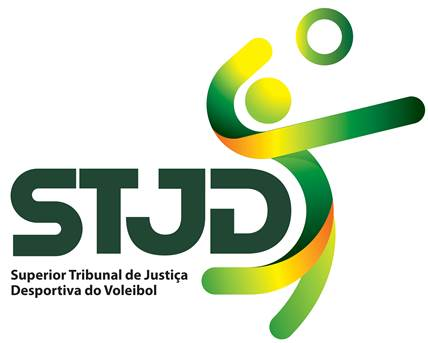 STJD
Superior Tribunal de Justiça
Desportiva do Voleibol